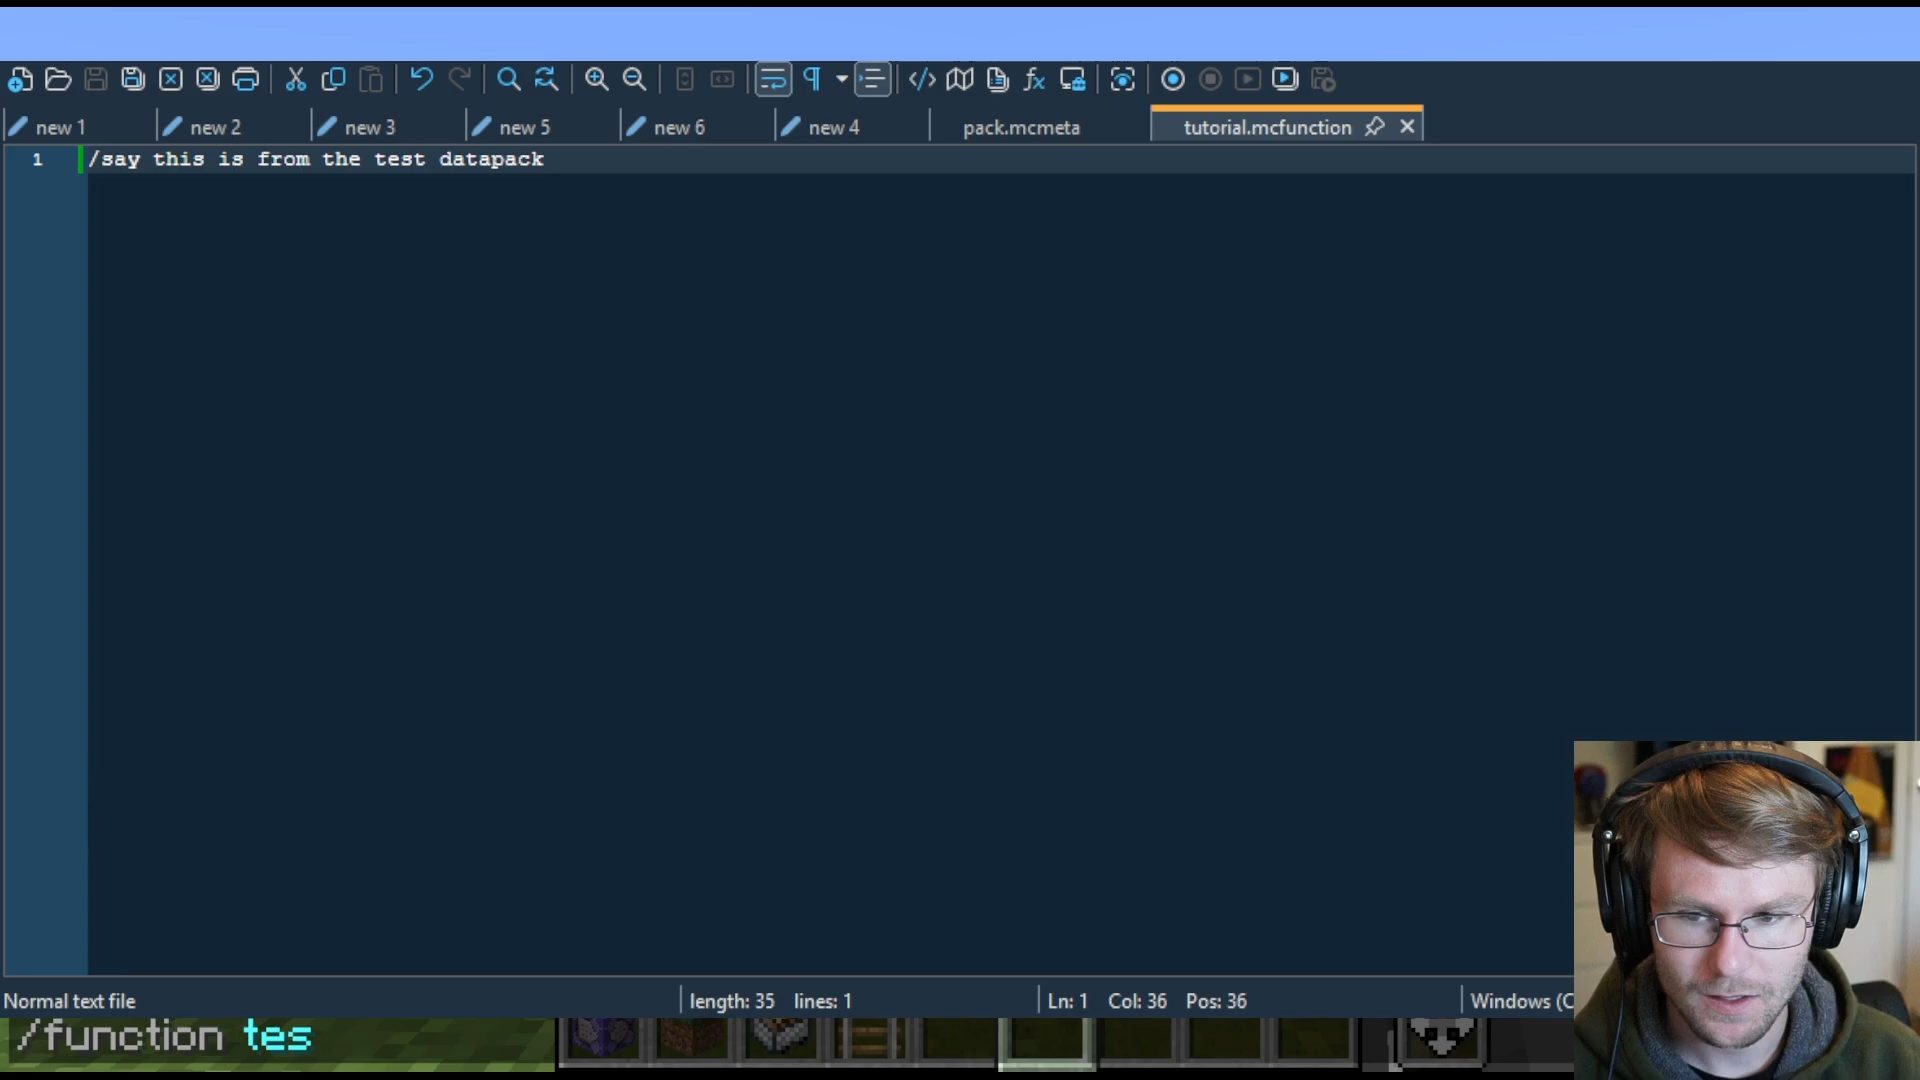 new 1 new 2 new 3 new 5 new 6 new 4 pack.mcmeta tutorial.mcfunction
1 /say this is from the test datapack
Normal text file length: 35 lines: 1 Ln: 1 Col: 36 Pos: 36 Windows (C
/function tes